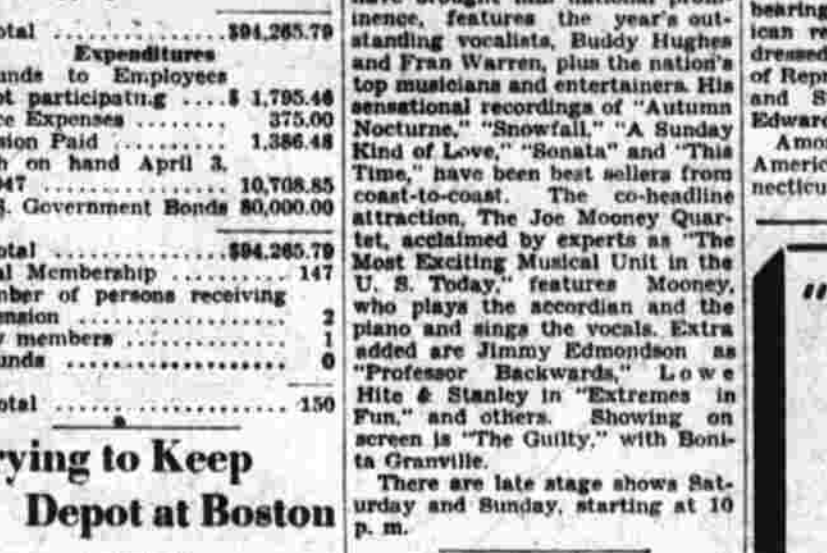 otal ..................$94,265.79
Expenditures
unds to Employees
ot participatn.g ....$ 1,795.46
ce Expenses ......... 375.00
sion Paid ............ 1,386.48
h on hand April 3,
947 ................. 10,708.85
S. Government Bonds 80,000.00
otal ..................$94,265.79
al Membership .......... 147
mber of persons receiving
ension .................... 2
y members ............... 1
unds ...................... 0
otal ..................... 150
rying to Keep
Depot at Boston
have brought him national prom-
inence, features the year's out-
standing vocalists, Buddy Hughes
and Fran Warren, plus the nation's
top musicians and entertainers. His
sensational recordings of "Autumn
Nocturne," "Snowfall," "A Sunday
Kind of Love," "Sonata" and "This
Time," have been best sellers from
coast-to-coast. The co-headline
attraction, The Joe Mooney Quar-
tet, acclaimed by experts as "The
Most Exciting Musical Unit in the
U. S. Today," features Mooney,
who plays the accordian and the
piano and sings the vocals. Extra
added are Jimmy Edmondson as
"Professor Backwards," Lowe
Hite & Stanley in "Extremes in
Fun," and others. Showing on
screen is "The Guilty," with Boni-
ta Granville.
There are late stage shows Sat-
urday and Sunday, starting at 10
p. m.
hearing
ican re
dressed
of Repr
and S
Edware
Amo
Americ
necticu
"